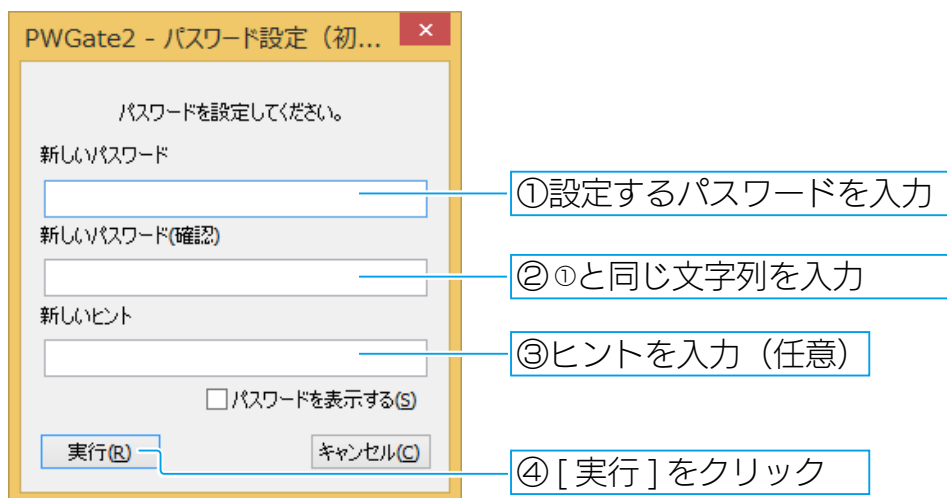 PWGate2 - パスワード設定（初...
×
パスワードを設定してください。
新しいパスワード
①設定するパスワードを入力
新しいパスワード(確認)
②①と同じ文字列を入力
新しいヒント
③ヒントを入力（任意）
パスワードを表示する(S)
実行(R)
キャンセル(C)
④ [ 実行 ] をクリック